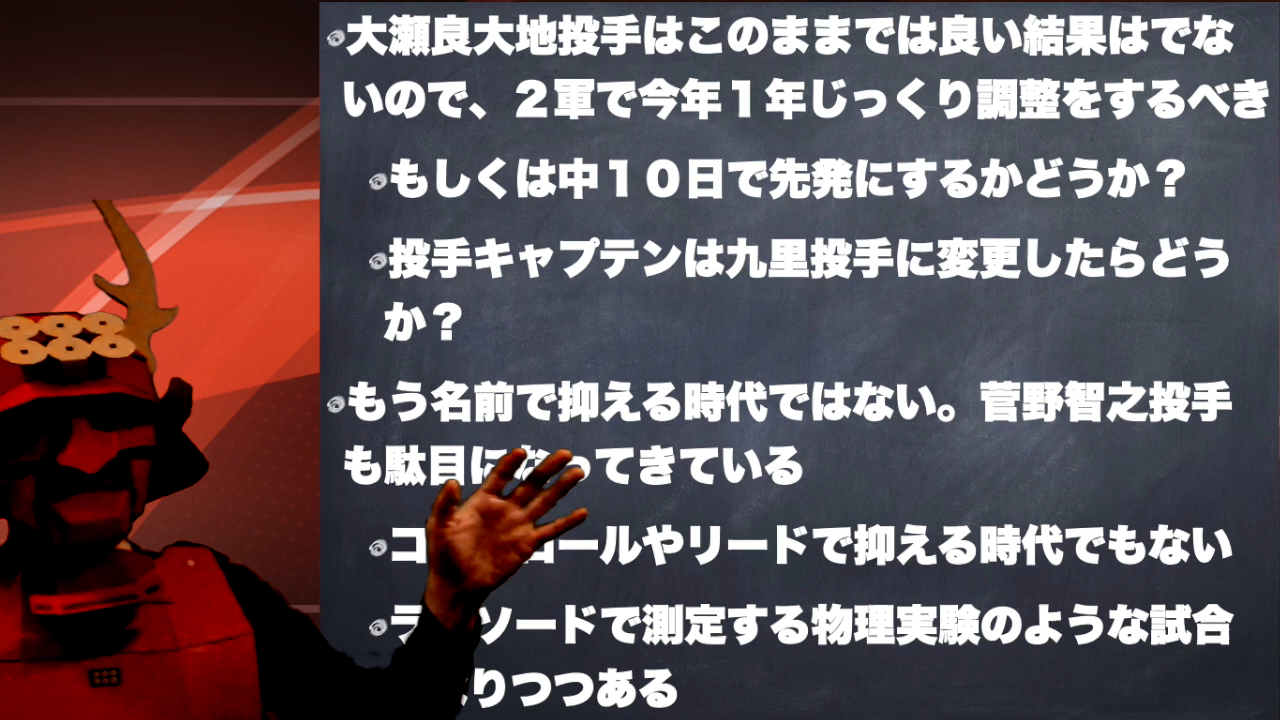 大瀬良大地投手はこのままでは良い結果はでな
いので、２軍で今年１年じっくり調整をするべき
もしくは中１０日で先発にするかどうか？
投手キャプテンは九里投手に変更したらどう
か？
もう名前で抑える時代ではない。菅野智之投手
も駄目になってきている
コ ロールやリードで抑える時代でもない
ラ ソードで測定する物理実験のような試合
りつつある